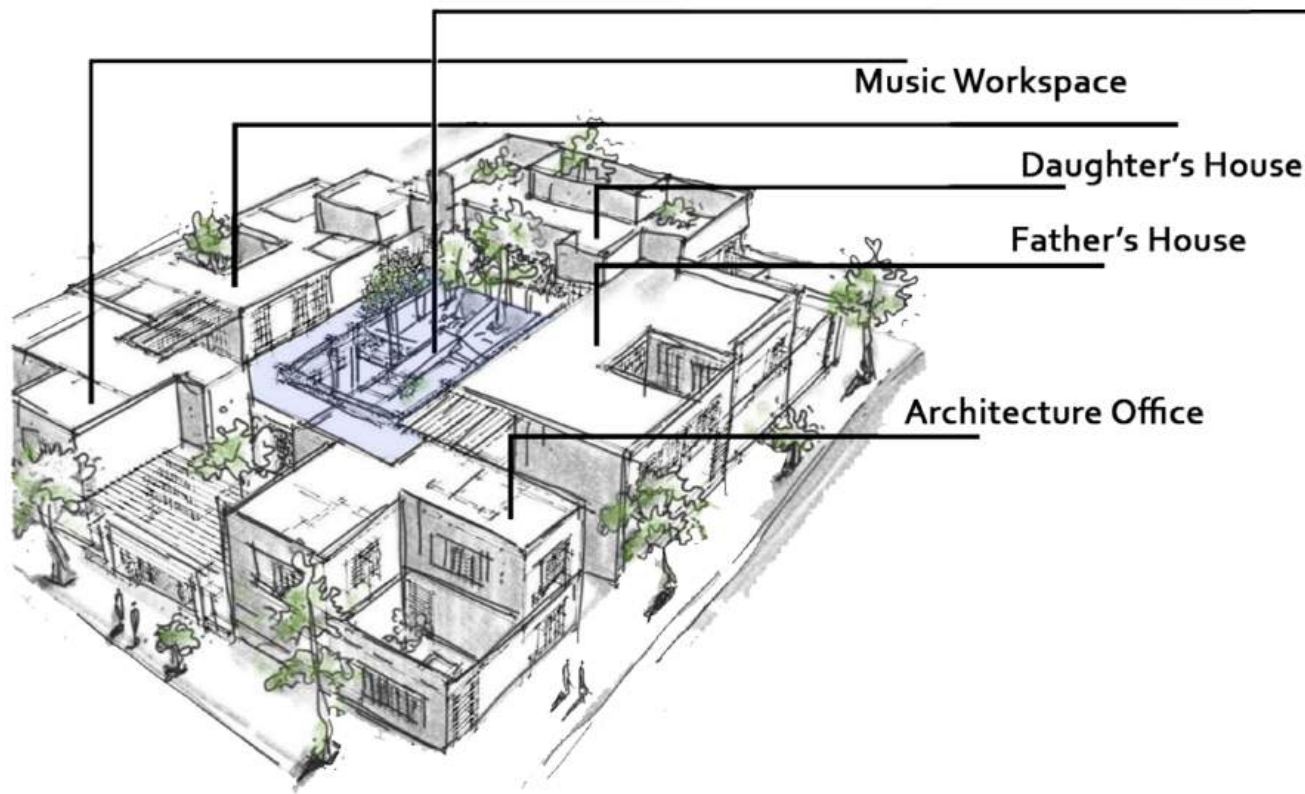 Music Workspace
Daughter's House
Father's House
Architecture Office